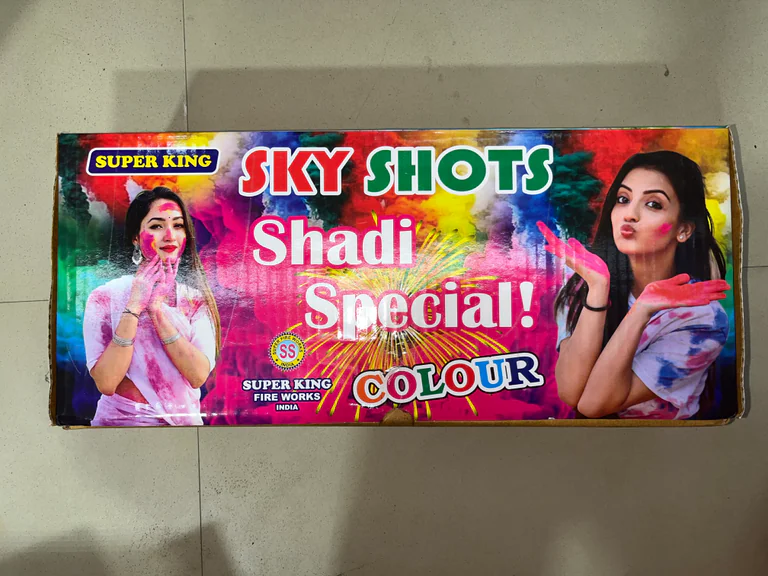 SUPER KING
SKY SHOTS
Shadi
Special!
SS
SUPER KING
FIRE WORKS
INDIA
COLOUR